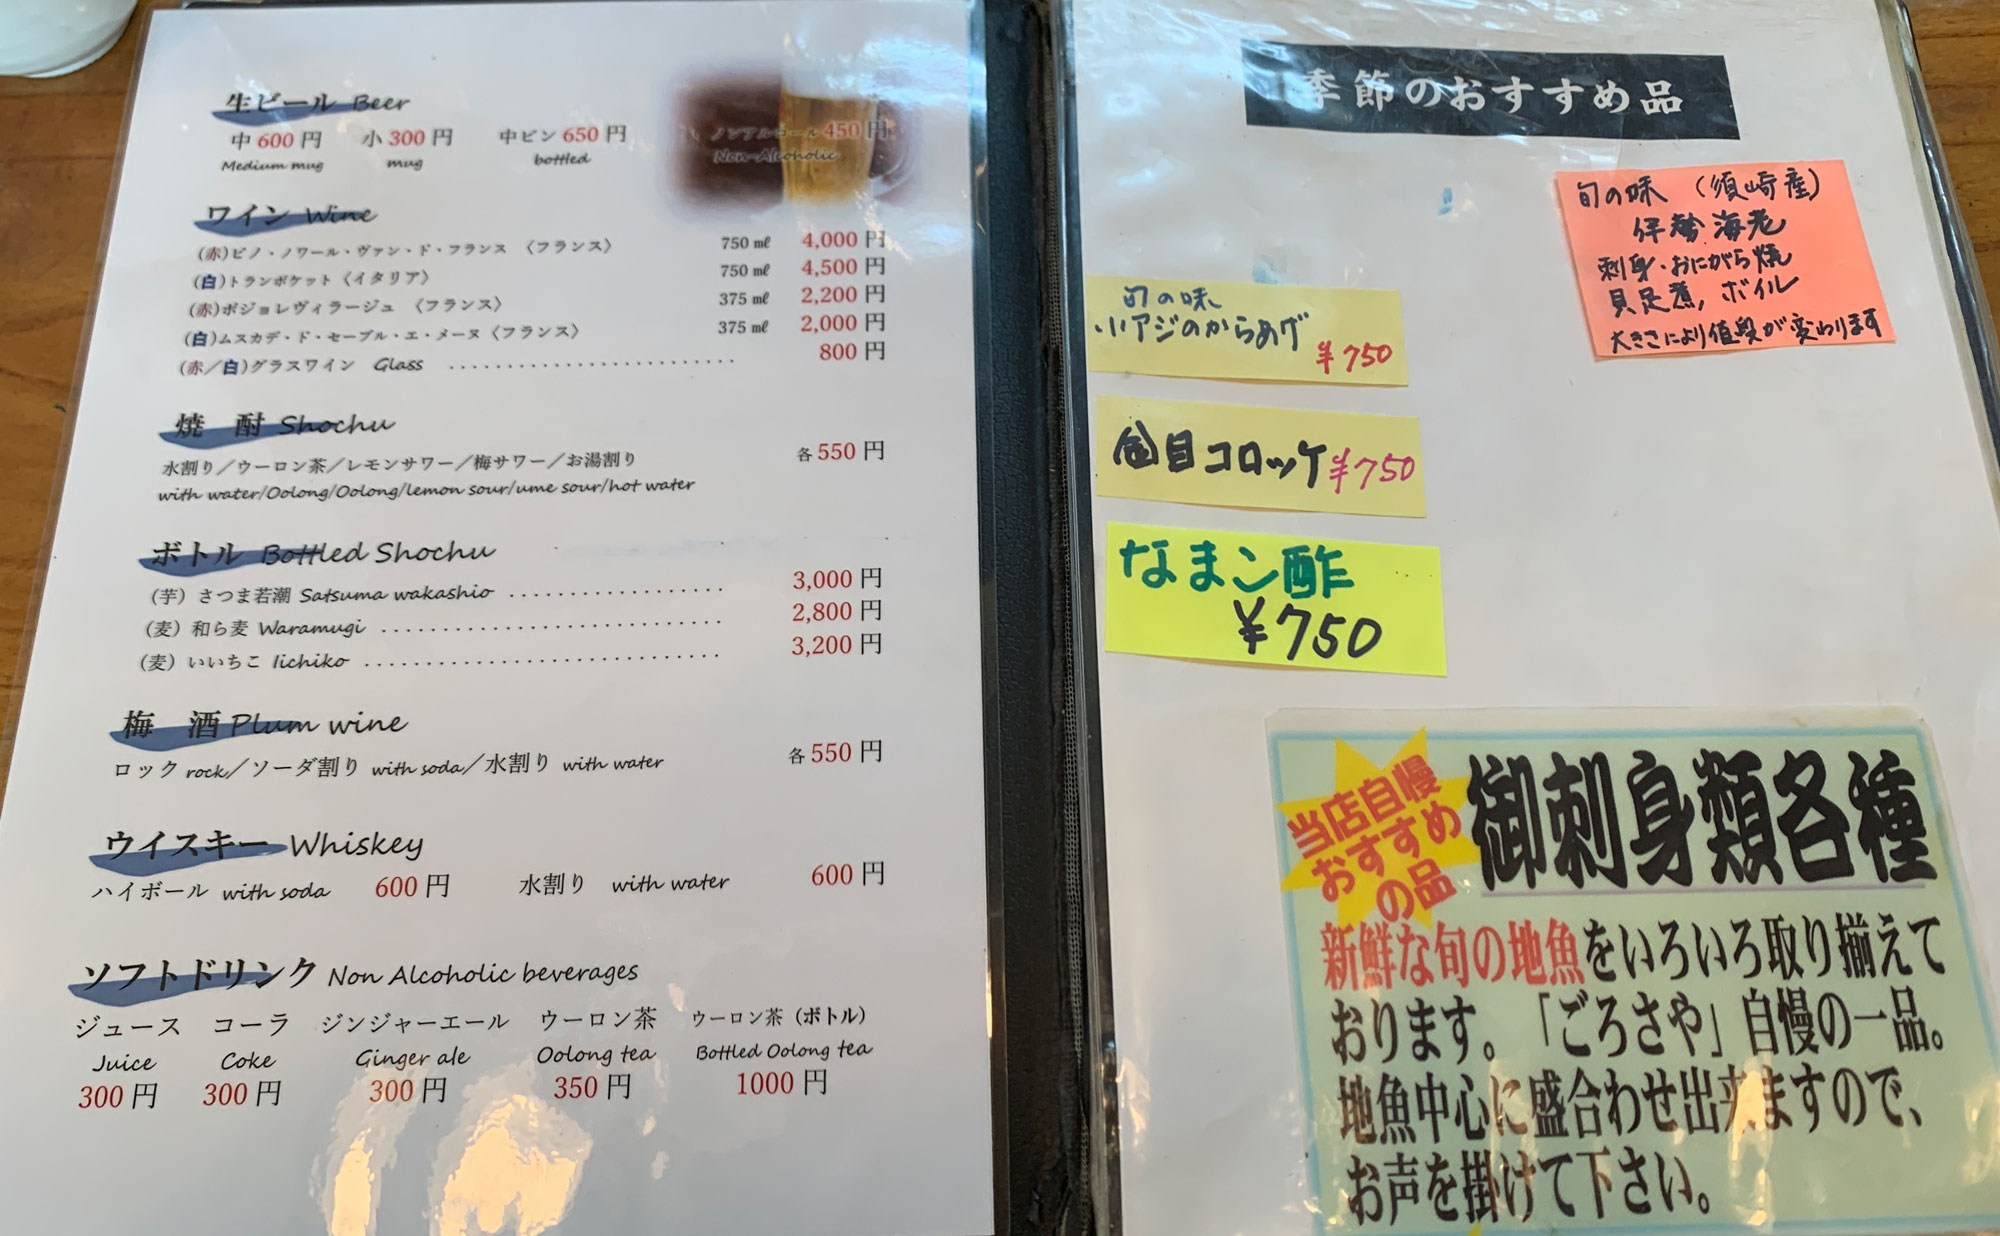 生ビール Beer
中 600 円 小 300 円 中ビン 650 円 ノンアルコール 450 円
Medium mug mug bottled Non-Alcoholic
ワイン Wine
(赤)ピノ・ノワール・ヴァン・ド・フランス 〈フランス〉 750 ㎖ 4,000 円
(白)トランポケット〈イタリア〉 750 ㎖ 4,500 円
(赤)ボジョレヴィラージュ 〈フランス〉 375 ㎖ 2,200 円
(白)ムスカデ・ド・セーブル・エ・メーヌ〈フランス〉 375 ㎖ 2,000 円
(赤／白)グラスワイン Glass 800 円
焼 酎 Shochu
水割り／ウーロン茶／レモンサワー／梅サワー／お湯割り 各 550 円
with water/Oolong/Oolong/lemon sour/ume sour/hot water
ボトル Bottled Shochu
(芋) さつま若潮 Satsuma wakashio 3,000 円
(麦) 和ら麦 Waramugi 2,800 円
(麦) いいちこ Iichiko 3,200 円
梅 酒 Plum wine
ロック rock／ソーダ割り with soda／水割り with water 各 550 円
ウイスキー Whiskey
ハイボール with soda 600 円 水割り with water 600 円
ソフトドリンク Non Alcoholic beverages
ジュース コーラ ジンジャーエール ウーロン茶 ウーロン茶（ボトル）
Juice Coke Ginger ale Oolong tea Bottled Oolong tea
300 円 300 円 300 円 350 円 1000 円
季節のおすすめ品
旬の味 (須崎産)
伊勢海老
刺身・おにがら焼
具足煮, ボイル
大きさにより値段が変わります
旬の味
小アジのからあげ
¥750
金目コロッケ ¥750
なまこ酢
¥750
当店自慢
おすすめ
の品
御刺身類各種
新鮮な旬の地魚をいろいろ取り揃えて
おります。「ごろさや」自慢の一品。
地魚中心に盛合わせ出来ますので、
お声を掛けて下さい。